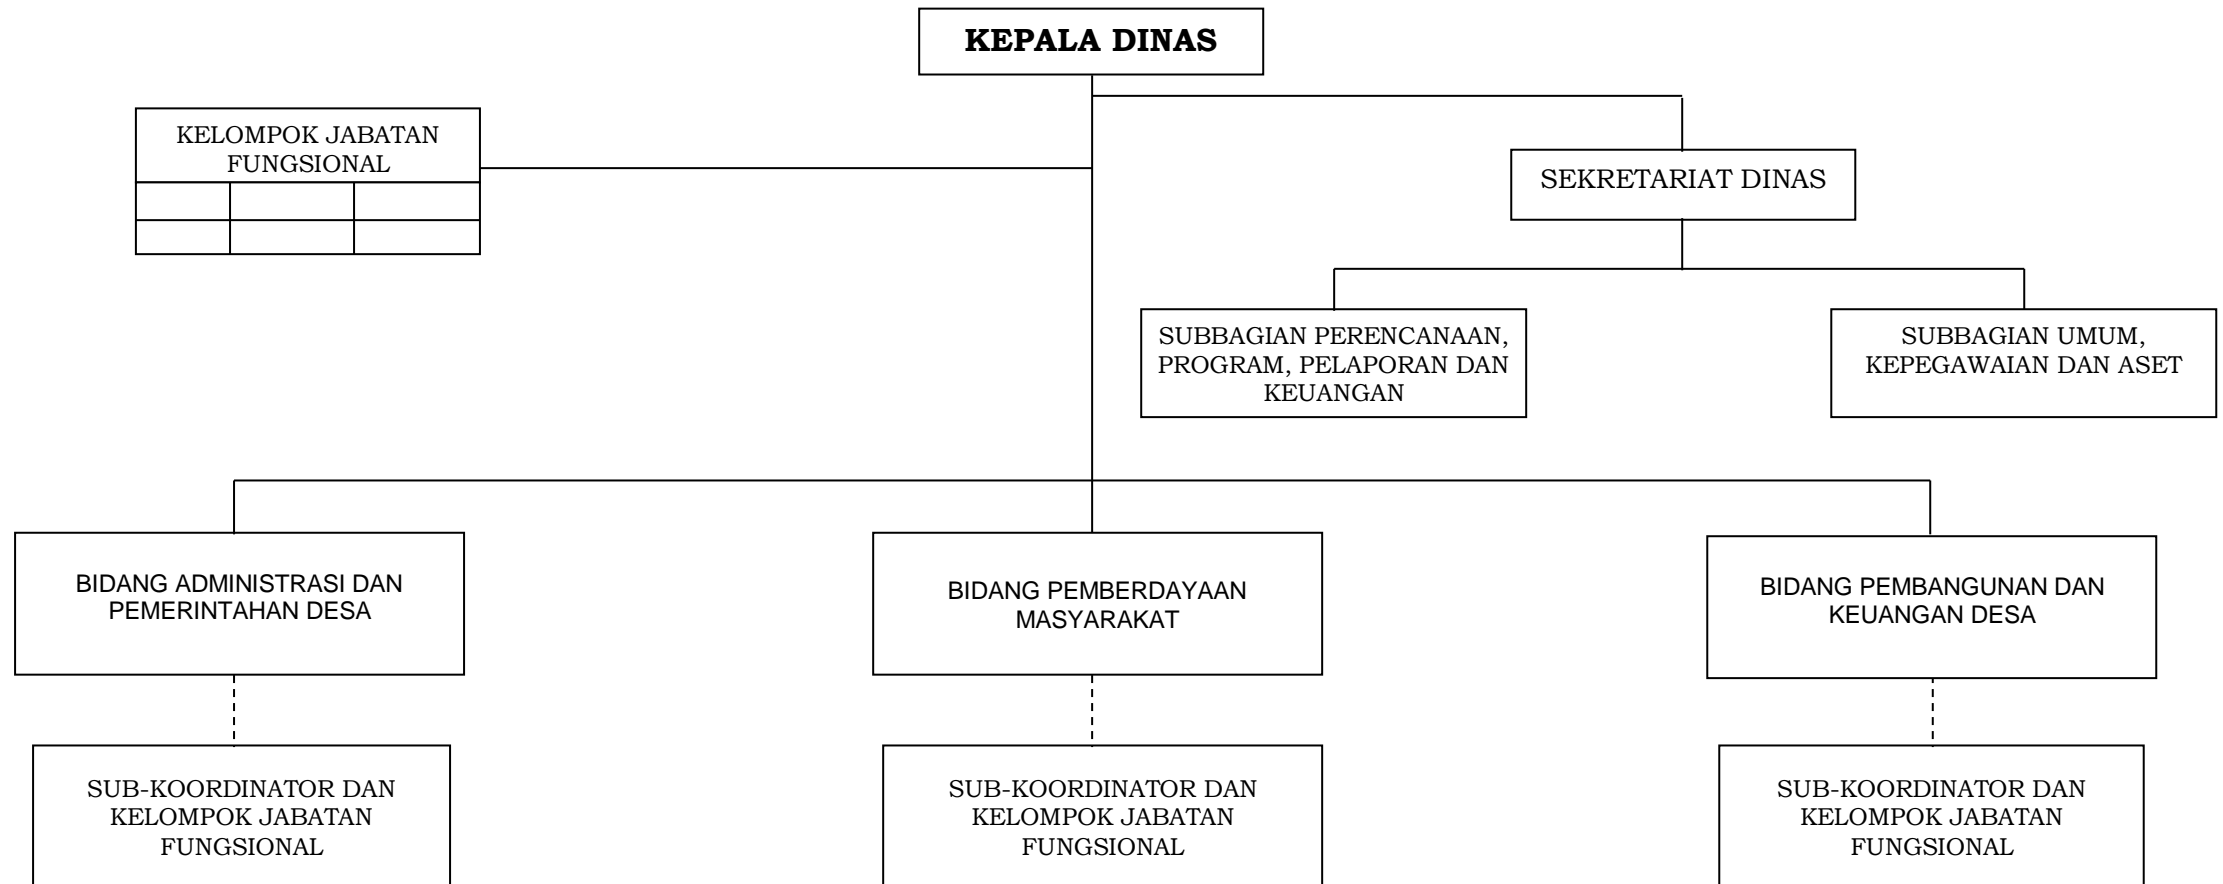 KEPALA DINAS
KELOMPOK JABATAN
FUNGSIONAL
SEKRETARIAT DINAS
SUBBAGIAN PERENCANAAN,
PROGRAM, PELAPORAN DAN
KEUANGAN
SUBBAGIAN UMUM,
KEPEGAWAIAN DAN ASET
BIDANG ADMINISTRASI DAN
PEMERINTAHAN DESA
BIDANG PEMBERDAYAAN
MASYARAKAT
BIDANG PEMBANGUNAN DAN
KEUANGAN DESA
SUB-KOORDINATOR DAN
KELOMPOK JABATAN
FUNGSIONAL
SUB-KOORDINATOR DAN
KELOMPOK JABATAN
FUNGSIONAL
SUB-KOORDINATOR DAN
KELOMPOK JABATAN
FUNGSIONAL